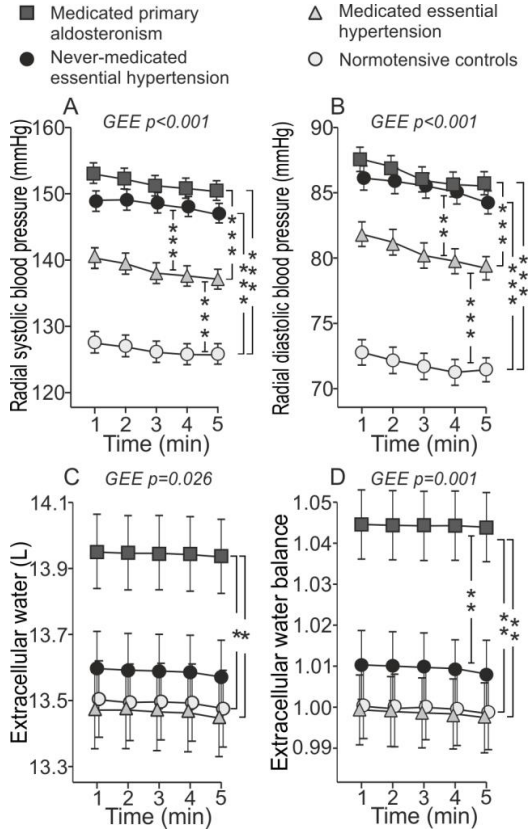 Medicated primary
aldosteronism
Never-medicated
essential hypertension
Medicated essential
hypertension
Normotensive controls
A
GEE p<0.001
Radial systolic blood pressure (mmHg)
160
150
140
130
120
***
***
***
***
***
1 2 3 4 5
Time (min)
B
GEE p<0.001
Radial diastolic blood pressure (mmHg)
90
85
80
75
70
**
***
***
***
***
1 2 3 4 5
Time (min)
C
GEE p=0.026
Extracellular water (L)
14.1
13.9
13.7
13.5
13.3
*
*
1 2 3 4 5
Time (min)
D
GEE p=0.001
Extracellular water balance
1.05
1.04
1.03
1.02
1.01
1.00
0.99
**
**
**
1 2 3 4 5
Time (min)